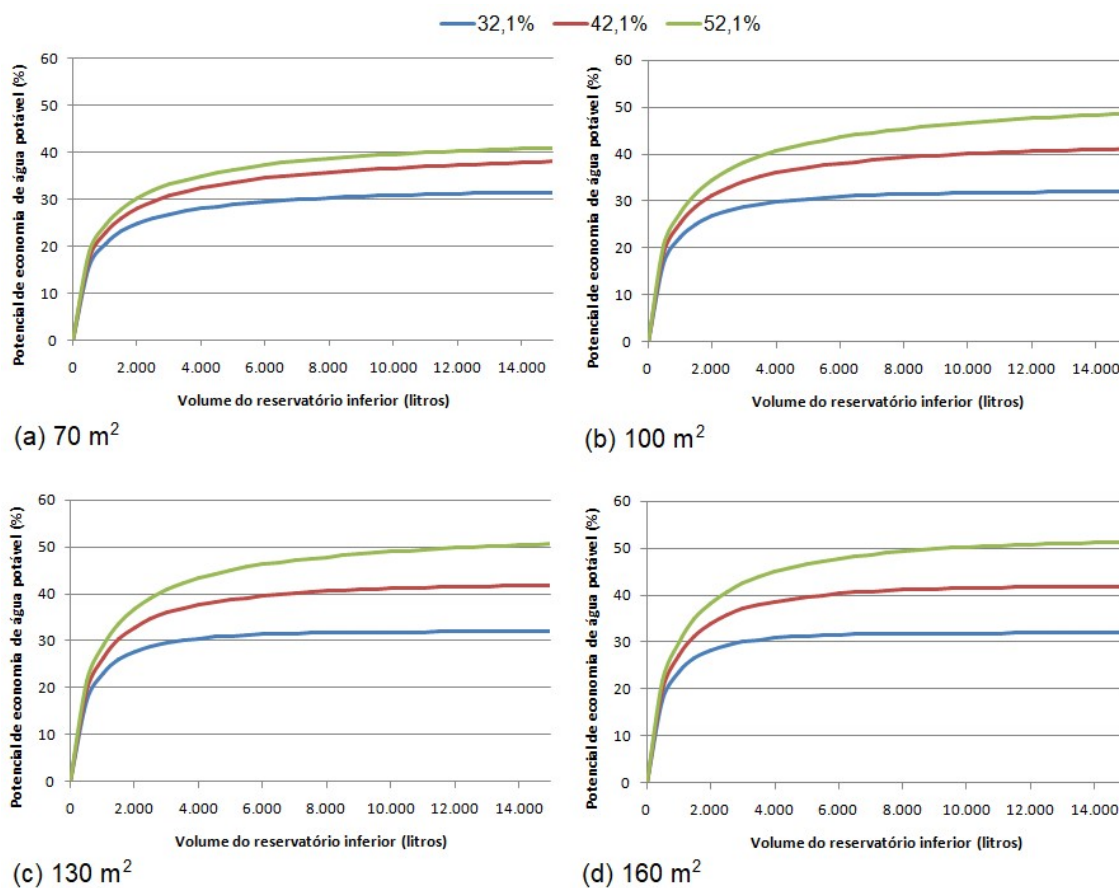 32,1% 42,1% 52,1%
Potencial de economia de água potável (%)
60
50
40
30
20
10
0
0 2.000 4.000 6.000 8.000 10.000 12.000 14.000
Volume do reservatório inferior (litros)
(a) 70 m²
Potencial de economia de água potável (%)
60
50
40
30
20
10
0
0 2.000 4.000 6.000 8.000 10.000 12.000 14.000
Volume do reservatório inferior (litros)
(b) 100 m²
Potencial de economia de água potável (%)
60
50
40
30
20
10
0
0 2.000 4.000 6.000 8.000 10.000 12.000 14.000
Volume do reservatório inferior (litros)
(c) 130 m²
Potencial de economia de água potável (%)
60
50
40
30
20
10
0
0 2.000 4.000 6.000 8.000 10.000 12.000 14.000
Volume do reservatório inferior (litros)
(d) 160 m²